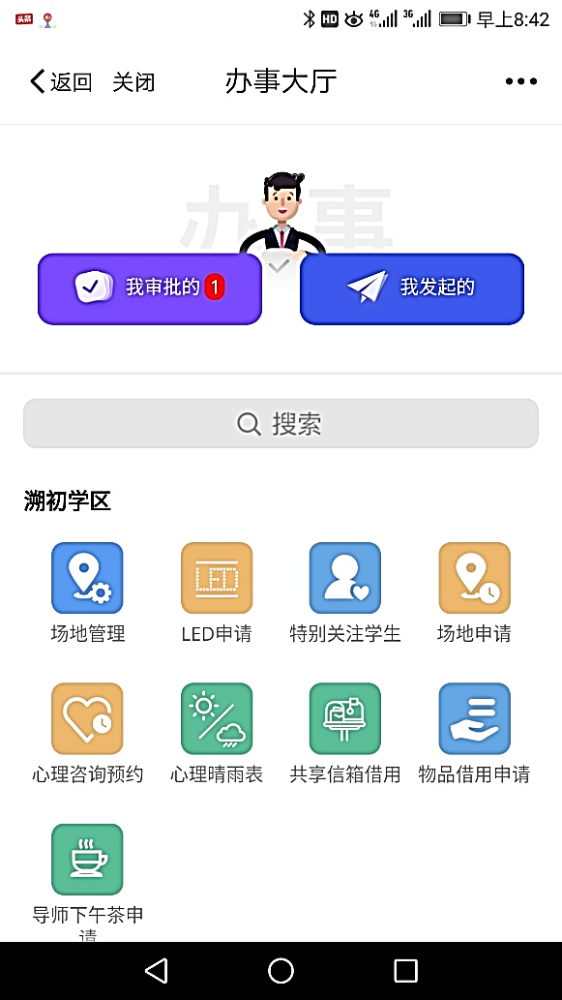 头条
HD 4G 3G 早上8:42
返回 关闭 办事大厅
办事
我审批的 1 我发起的
搜索
溯初学区
LED
场地管理 LED申请 特别关注学生 场地申请
心理咨询预约 心理晴雨表 共享信箱借用 物品借用申请
导师下午茶申
请